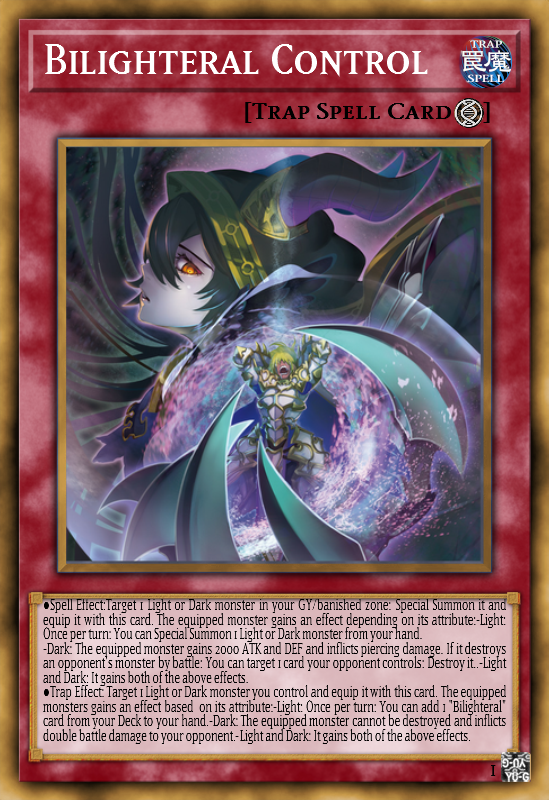 Bilighteral Control
TRAP
罠魔
SPELL
[Trap Spell Card]
●Spell Effect:Target 1 Light or Dark monster in your GY/banished zone: Special Summon it and
equip it with this card. The equipped monster gains an effect depending on its attribute:-Light:
Once per turn: You can Special Summon 1 Light or Dark monster from your hand.
-Dark: The equipped monster gains 2000 ATK and DEF and inflicts piercing damage. If it destroys
an opponent's monster by battle: You can target 1 card your opponent controls: Destroy it.-Light
and Dark: It gains both of the above effects.
●Trap Effect: Target 1 Light or Dark monster you control and equip it with this card. The equipped
monsters gains an effect based on its attribute:-Light: Once per turn: You can add 1 "Bilighteral"
card from your Deck to your hand.-Dark: The equipped monster cannot be destroyed and inflicts
double battle damage to your opponent.-Light and Dark: It gains both of the above effects.
1
YU-G